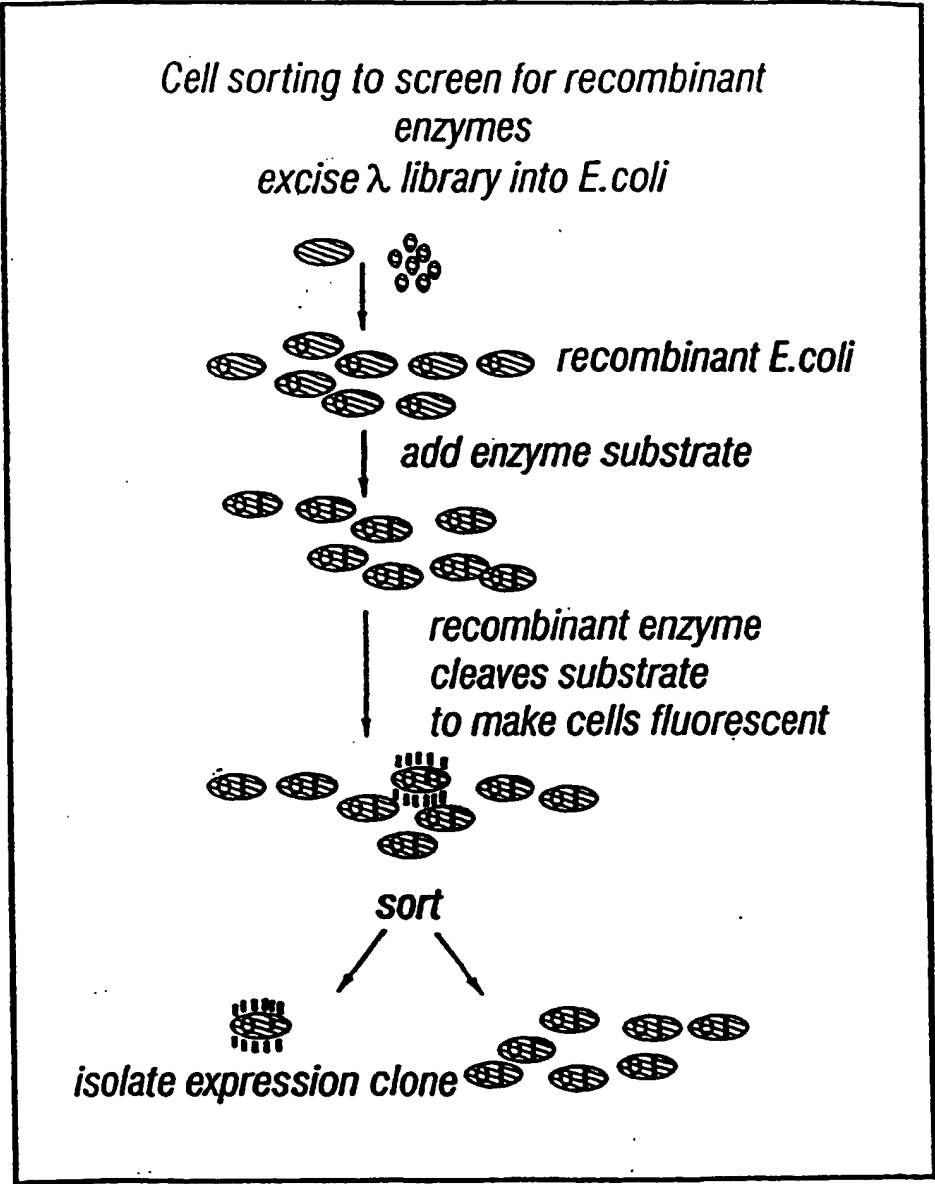 Cell sorting to screen for recombinant
enzymes
excise λ library into E.coli
recombinant E.coli
add enzyme substrate
recombinant enzyme
cleaves substrate
to make cells fluorescent
sort
isolate expression clone